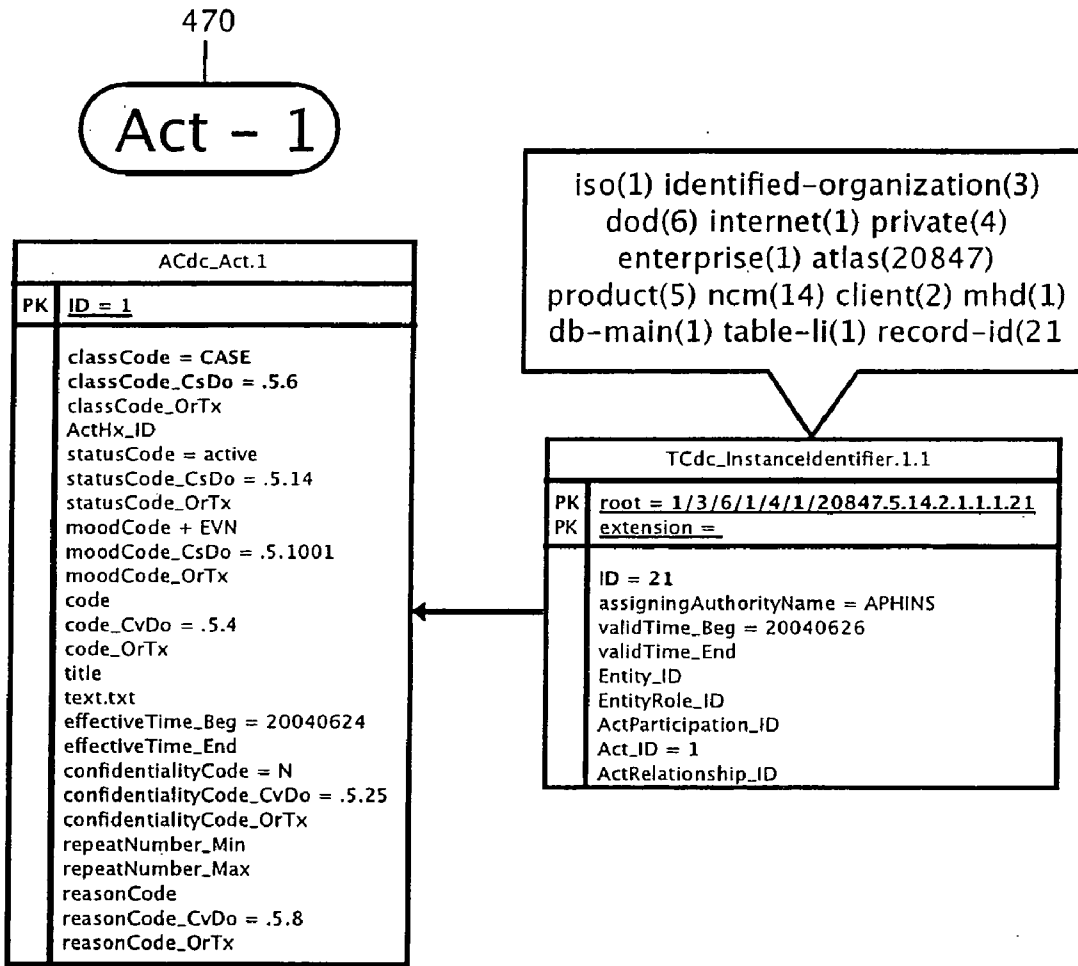 470
Act - 1
iso(1) identified-organization(3)
dod(6) internet(1) private(4)
enterprise(1) atlas(20847)
product(5) ncm(14) client(2) mhd(1)
db-main(1) table-li(1) record-id(21
ACdc_Act.1
PK ID = 1
classCode = CASE
classCode_CsDo = .5.6
classCode_OrTx
ActHx_ID
statusCode = active
statusCode_CsDo = .5.14
statusCode_OrTx
moodCode + EVN
moodCode_CsDo = .5.1001
moodCode_OrTx
code
code_CvDo = .5.4
code_OrTx
title
text.txt
effectiveTime_Beg = 20040624
effectiveTime_End
confidentialityCode = N
confidentialityCode_CvDo = .5.25
confidentialityCode_OrTx
repeatNumber_Min
repeatNumber_Max
reasonCode
reasonCode_CvDo = .5.8
reasonCode_OrTx
TCdc_InstanceIdentifier.1.1
PK root = 1/3/6/1/4/1/20847.5.14.2.1.1.1.21
PK extension =
ID = 21
assigningAuthorityName = APHINS
validTime_Beg = 20040626
validTime_End
Entity_ID
EntityRole_ID
ActParticipation_ID
Act_ID = 1
ActRelationship_ID